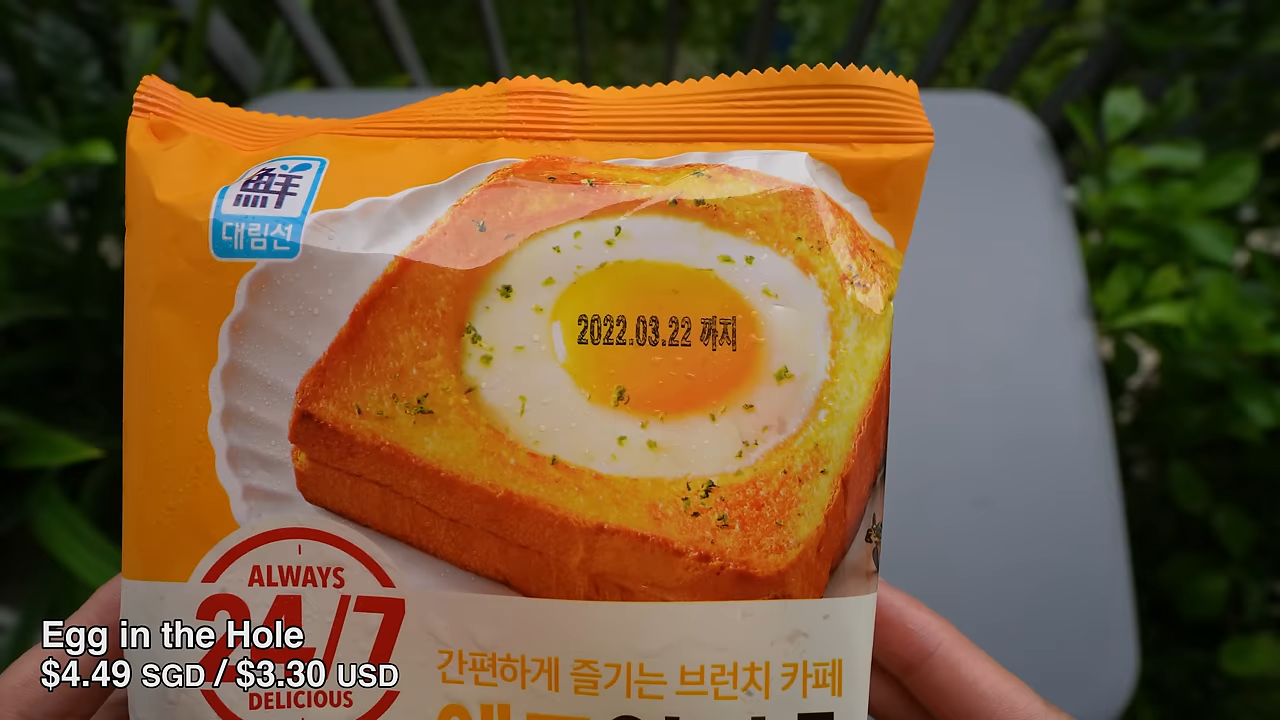 鮮
대림선
2022.03.22 까지
ALWAYS
24/7
DELICIOUS
Egg in the Hole
$4.49 SGD / $3.30 USD
간편하게 즐기는 브런치 카페